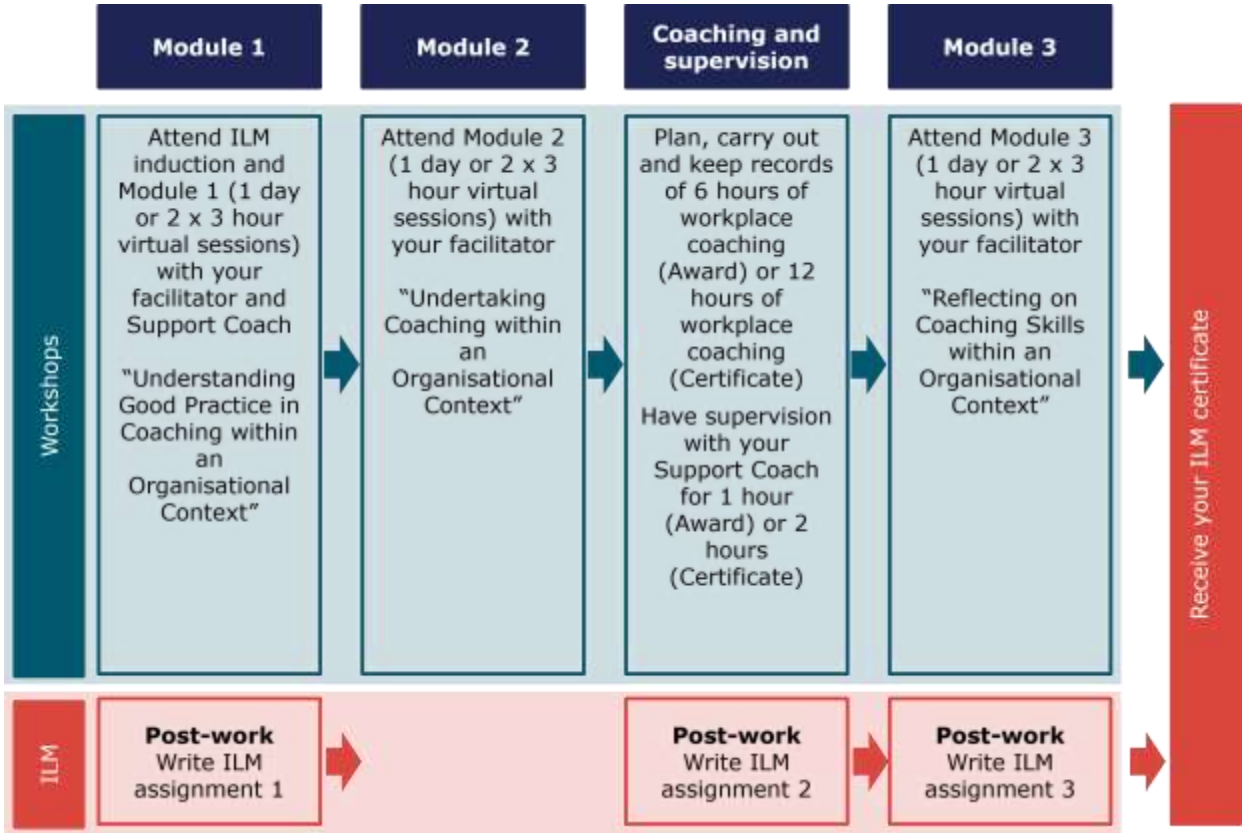 Module 1
Module 2
Coaching and
supervision
Module 3
Workshops
Attend ILM
induction and
Module 1 (1 day
or 2 x 3 hour
virtual sessions)
with your
facilitator and
Support Coach
“Understanding
Good Practice in
Coaching within
an
Organisational
Context”
Attend Module 2
(1 day or 2 x 3
hour virtual
sessions) with
your facilitator
“Undertaking
Coaching within
an
Organisational
Context”
Plan, carry out
and keep records
of 6 hours of
workplace
coaching
(Award) or 12
hours of
workplace
coaching
(Certificate)
Have supervision
with your
Support Coach
for 1 hour
(Award) or 2
hours
(Certificate)
Attend Module 3
(1 day or 2 x 3
hour virtual
sessions) with
your facilitator
“Reflecting on
Coaching Skills
within an
Organisational
Context”
Receive your ILM certificate
ILM
Post-work
Write ILM
assignment 1
Post-work
Write ILM
assignment 2
Post-work
Write ILM
assignment 3